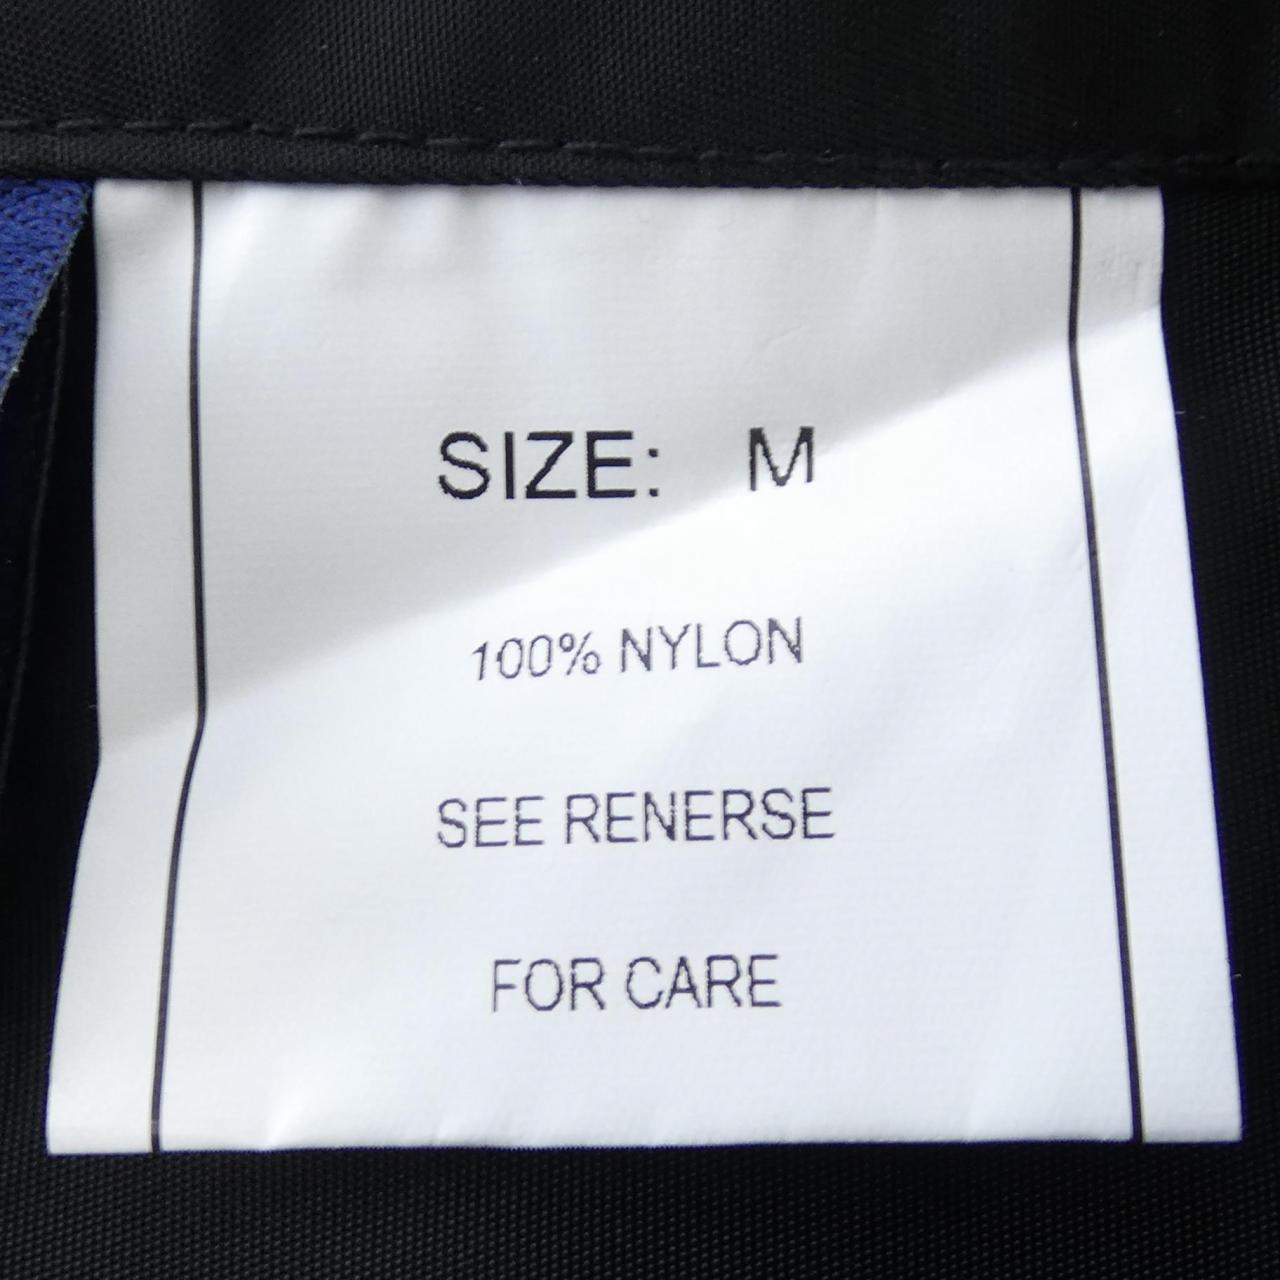 SIZE: M
100% NYLON
SEE RENERSE
FOR CARE